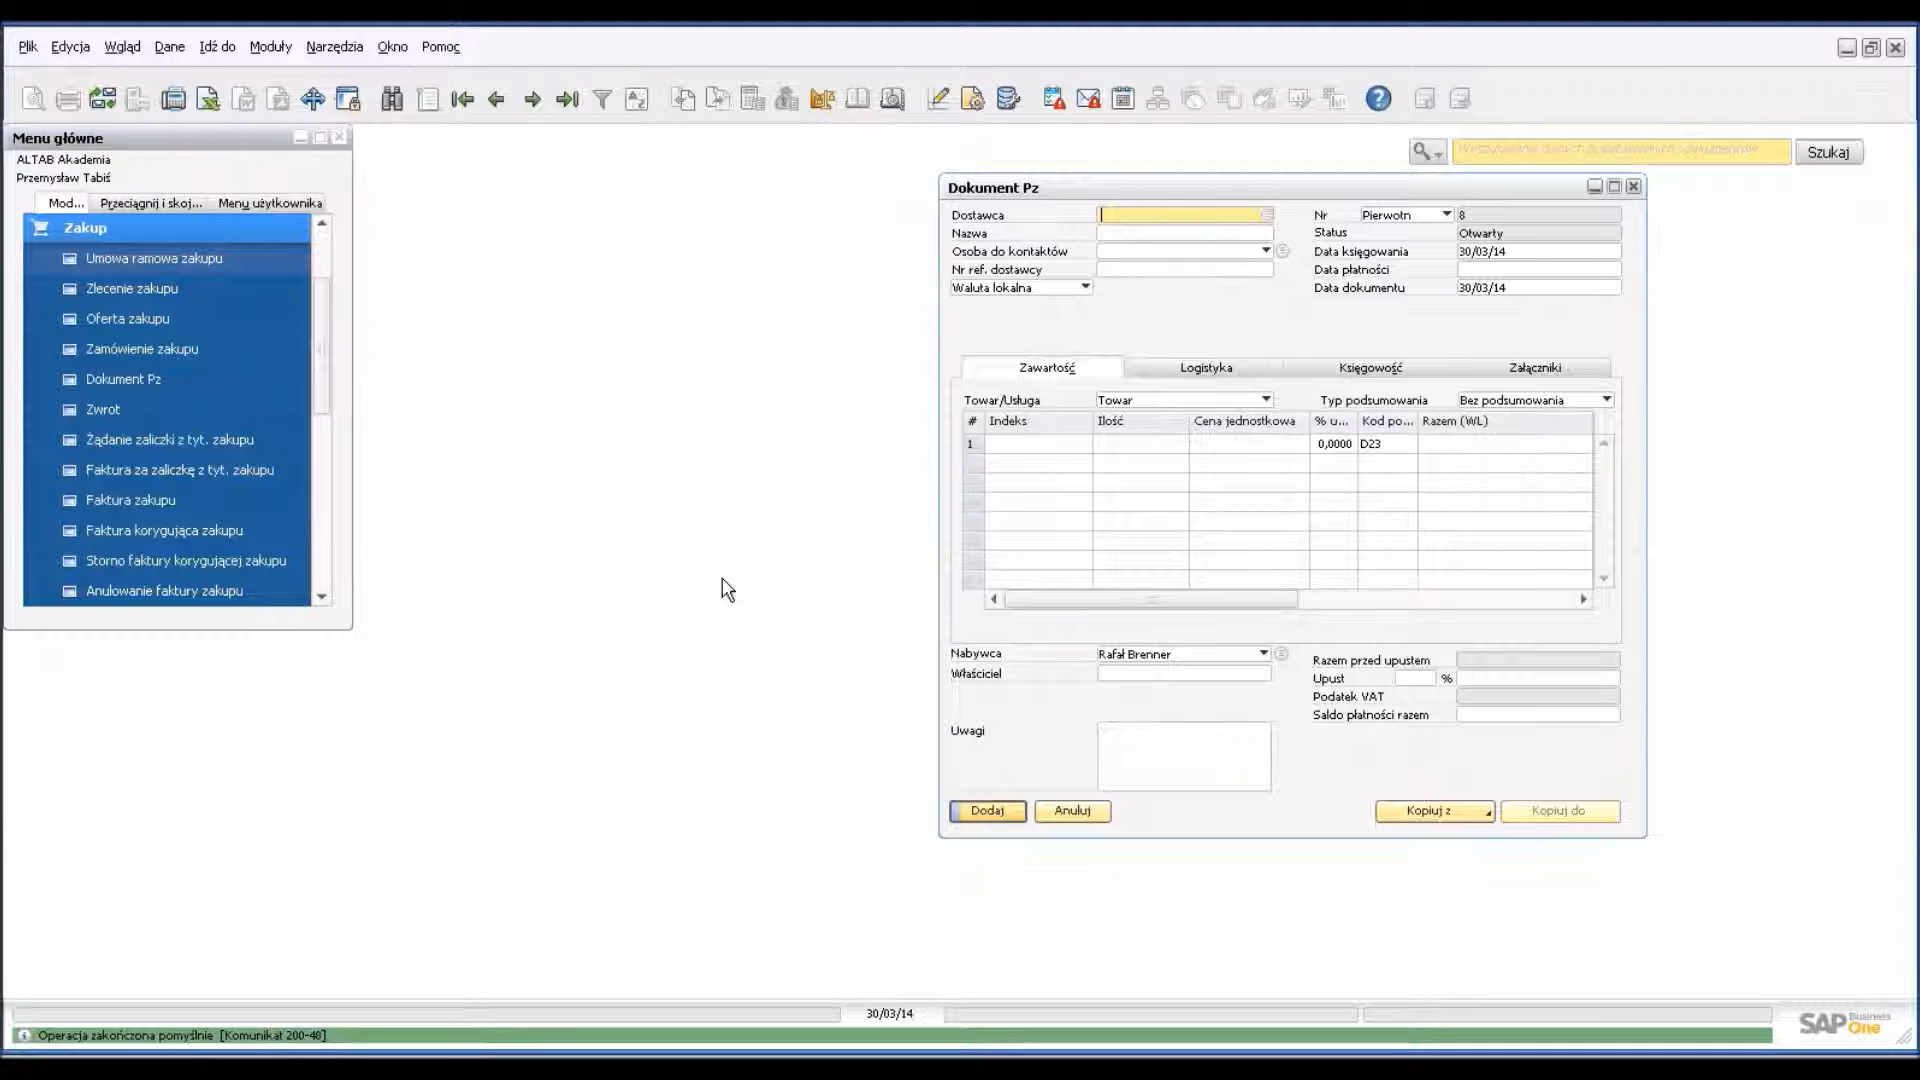 Plik Edycja Wgląd Dane Idź do Moduły Narzędzia Okno Pomoc
Menu główne
ALTAB Akademia
Przemysław Tabiś
Mod... Przeciągnij i skoj... Menu użytkownika
Zakup
Umowa ramowa zakupu
Zlecenie zakupu
Oferta zakupu
Zamówienie zakupu
Dokument Pz
Zwrot
Żądanie zaliczki z tyt. zakupu
Faktura za zaliczkę z tyt. zakupu
Faktura zakupu
Faktura korygująca zakupu
Storno faktury korygującej zakupu
Anulowanie faktury zakupu
Szukaj
Dokument Pz
Dostawca
Nazwa
Osoba do kontaktów
Nr ref. dostawcy
Waluta lokalna
Nr Pierwotn 8
Status Otwarty
Data księgowania 30/03/14
Data płatności
Data dokumentu 30/03/14
Zawartość Logistyka Księgowość Załączniki
Towar/Usługa Towar Typ podsumowania Bez podsumowania
# Indeks Ilość Cena jednostkowa % u... Kod po... Razem (WL)
1 0,0000 D23
Nabywca Rafał Brenner
Właściciel
Uwagi
Razem przed upustem
Upust %
Podatek VAT
Saldo płatności razem
Dodaj Anuluj Kopiuj z Kopiuj do
30/03/14
Operacja zakończona pomyślnie [Komunikat 200-48]
SAP Business One